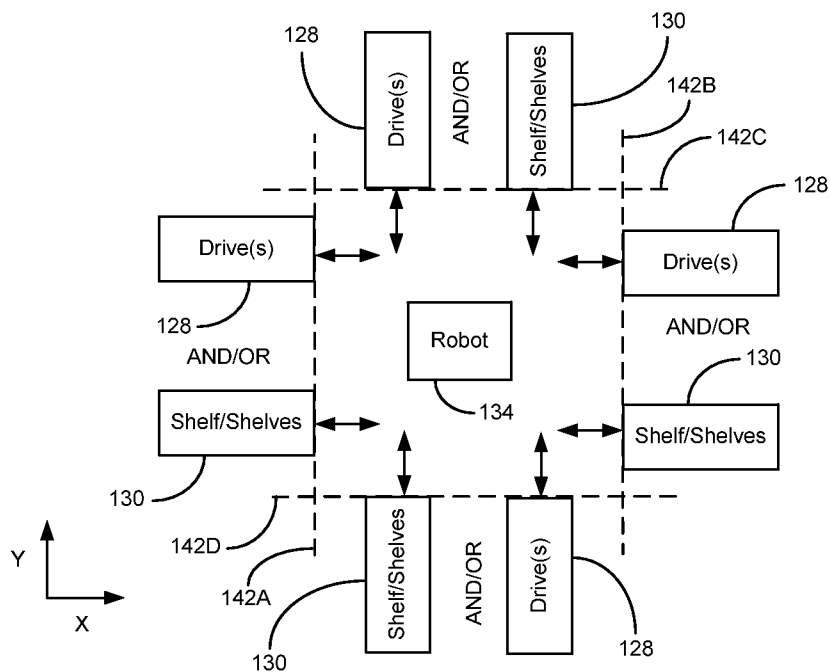 128
130
Drive(s)
AND/OR
Shelf/Shelves
142B
142C
128
Drive(s)
Drive(s)
128
AND/OR
AND/OR
Robot
130
134
Shelf/Shelves
Shelf/Shelves
130
142D
142A
Shelf/Shelves
AND/OR
Drive(s)
Y
X
130
128